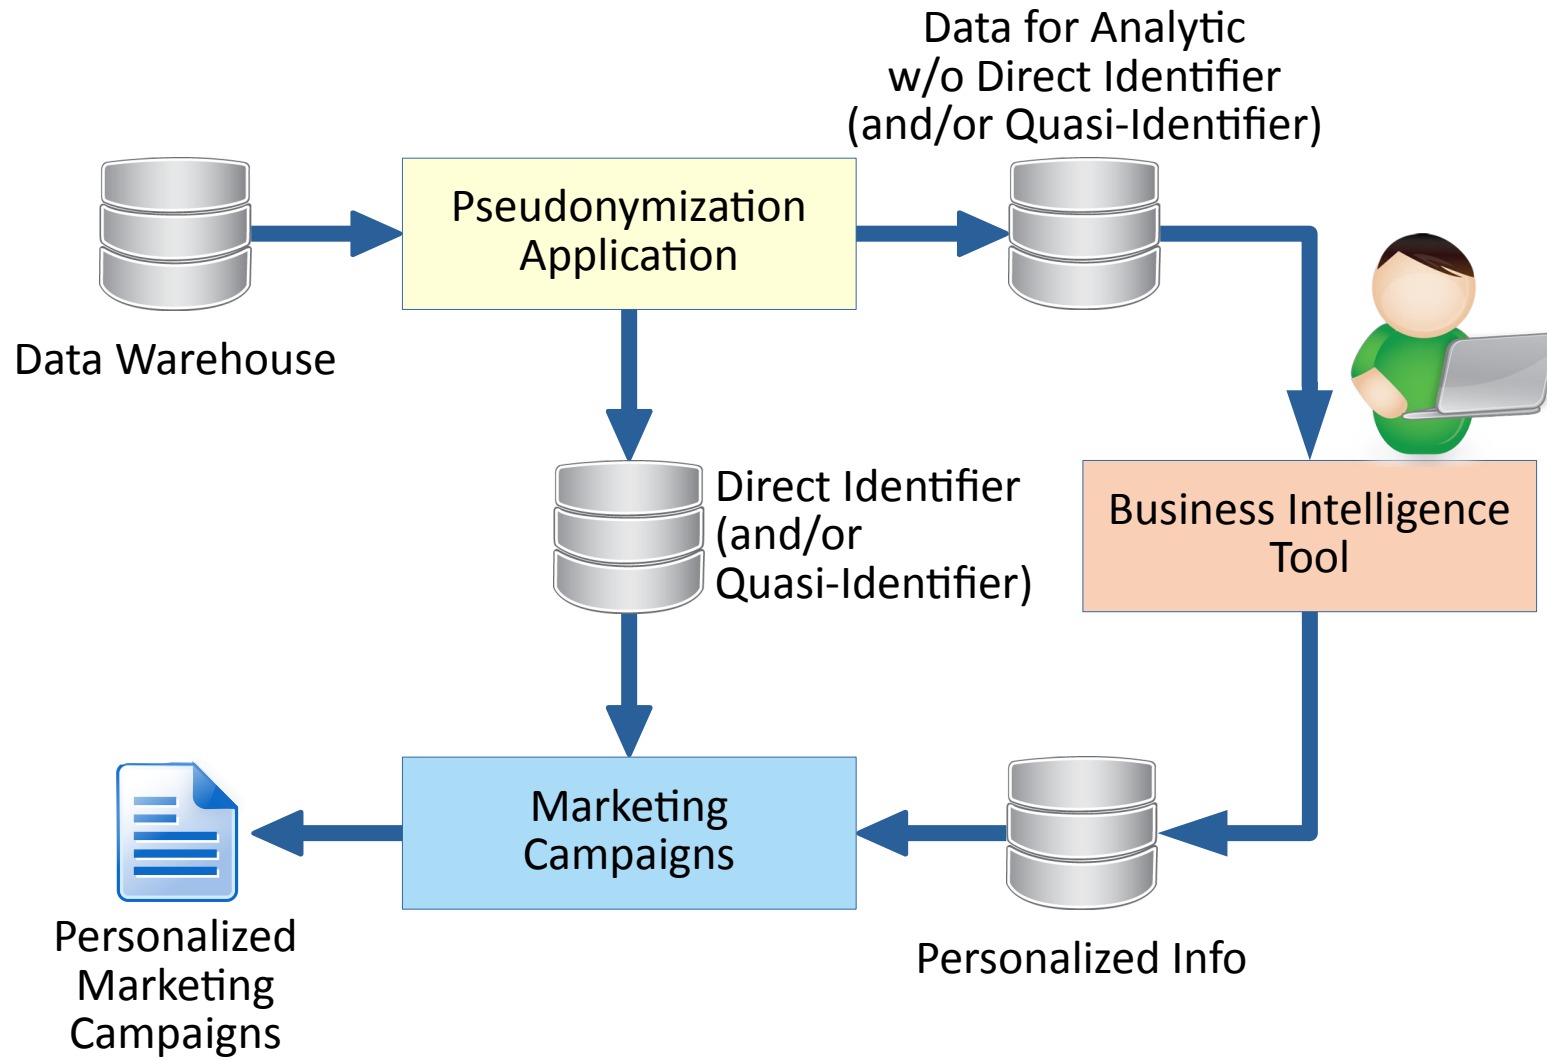 Data for Analytic
w/o Direct Identifier
(and/or Quasi-Identifier)
Pseudonymization
Application
Data Warehouse
Direct Identifier
(and/or
Quasi-Identifier)
Business Intelligence
Tool
Marketing
Campaigns
Personalized
Marketing
Campaigns
Personalized Info